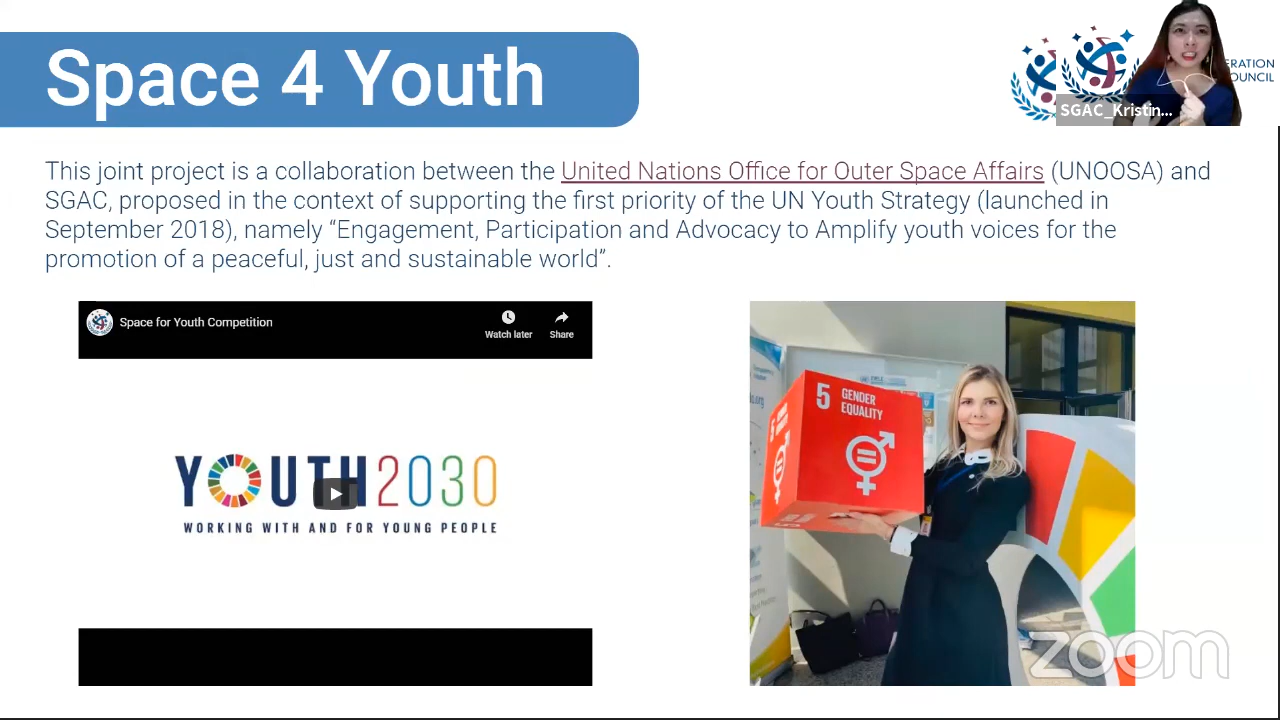 Space 4 Youth
ERATION
OUNCIL
SGAC_Kristin...
This joint project is a collaboration between the United Nations Office for Outer Space Affairs (UNOOSA) and
SGAC, proposed in the context of supporting the first priority of the UN Youth Strategy (launched in
September 2018), namely “Engagement, Participation and Advocacy to Amplify youth voices for the
promotion of a peaceful, just and sustainable world”.
Space for Youth Competition
Watch later
Share
YOUTH2030
WORKING WITH AND FOR YOUNG PEOPLE
5 GENDER
EQUALITY
zoom